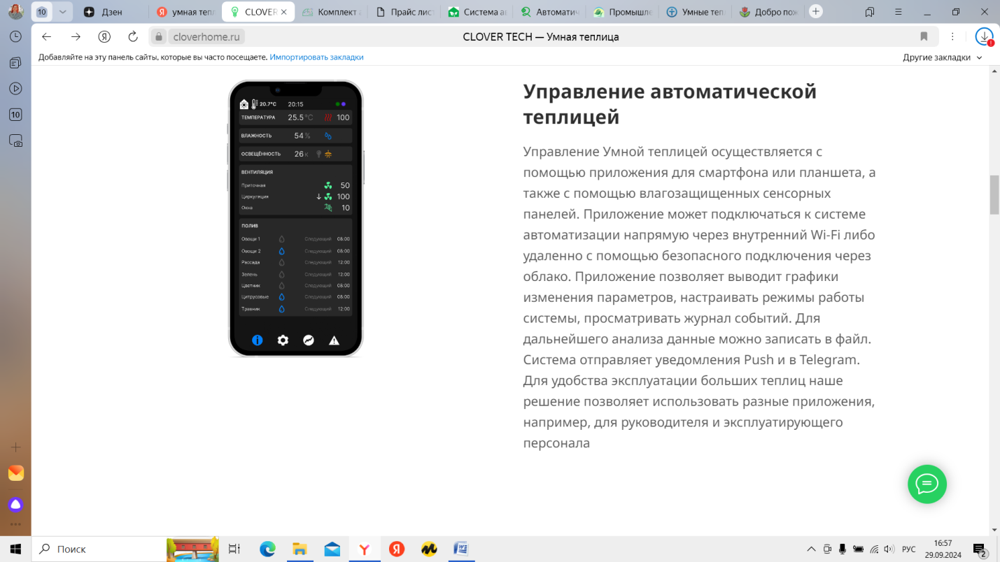 10
Дзен
умная тепл
CLOVER
Комплект а
Прайс лист
Система ав
Автоматич
Промышле
Умные теп
Добро пож
cloverhome.ru
CLOVER TECH — Умная теплица
Добавляйте на эту панель сайты, которые вы часто посещаете. Импортировать закладки
Другие закладки
10
20.7°C 20:15
ТЕМПЕРАТУРА 25.5 °C 100
ВЛАЖНОСТЬ 54 %
ОСВЕЩЁННОСТЬ 26 К
ВЕНТИЛЯЦИЯ
Приточная 50
Циркуляция 100
Окна 10
ПОЛИВ
Овощи 1 Следующий 08:00
Овощи 2 Следующий 08:00
Рассада Следующий 12:00
Зелень Следующий 12:00
Цветник Следующий 08:00
Цитрусовые Следующий 08:00
Травник Следующий 12:00
Управление автоматической
теплицей
Управление Умной теплицей осуществляется с
помощью приложения для смартфона или планшета, а
также с помощью влагозащищенных сенсорных
панелей. Приложение может подключаться к системе
автоматизации напрямую через внутренний Wi-Fi либо
удаленно с помощью безопасного подключения через
облако. Приложение позволяет выводит графики
изменения параметров, настраивать режимы работы
системы, просматривать журнал событий. Для
дальнейшего анализа данные можно записать в файл.
Система отправляет уведомления Push и в Telegram.
Для удобства эксплуатации больших теплиц наше
решение позволяет использовать разные приложения,
например, для руководителя и эксплуатирующего
персонала
Поиск
РУС
16:57
29.09.2024
2